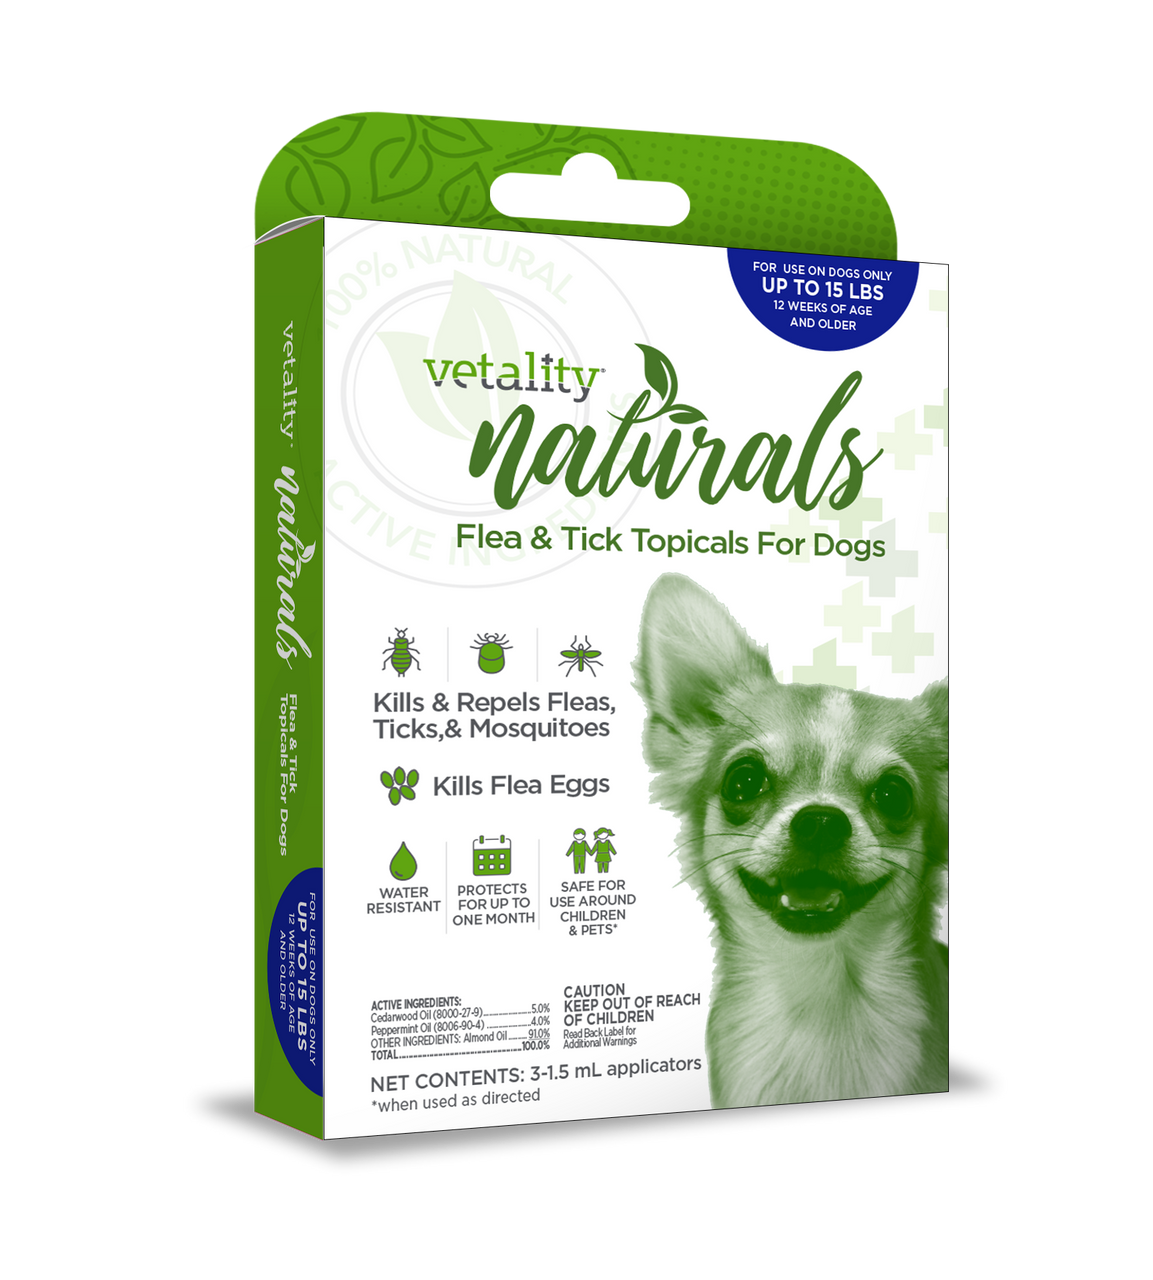 FOR USE ON DOGS ONLY
UP TO 15 LBS
12 WEEKS OF AGE
AND OLDER
100% NATURAL
ACTIVE INGREDIENTS
vetality
naturals
Flea & Tick Topicals For Dogs
Kills & Repels Fleas,
Ticks,& Mosquitoes
Kills Flea Eggs
WATER
RESISTANT
PROTECTS
FOR UP TO
ONE MONTH
SAFE FOR
USE AROUND
CHILDREN
& PETS*
ACTIVE INGREDIENTS:
Cedarwood Oil (8000-27-9)..........5.0%
Peppermint Oil (8006-90-4)..........4.0%
OTHER INGREDIENTS: Almond Oil.......91.0%
TOTAL..........100.0%
CAUTION
KEEP OUT OF REACH
OF CHILDREN
Read Back Label for
Additional Warnings
NET CONTENTS: 3-1.5 mL applicators
*when used as directed
vetality
naturals
Flea & Tick
Topicals For Dogs
FOR USE ON DOGS ONLY
UP TO 15 LBS
12 WEEKS OF AGE
AND OLDER